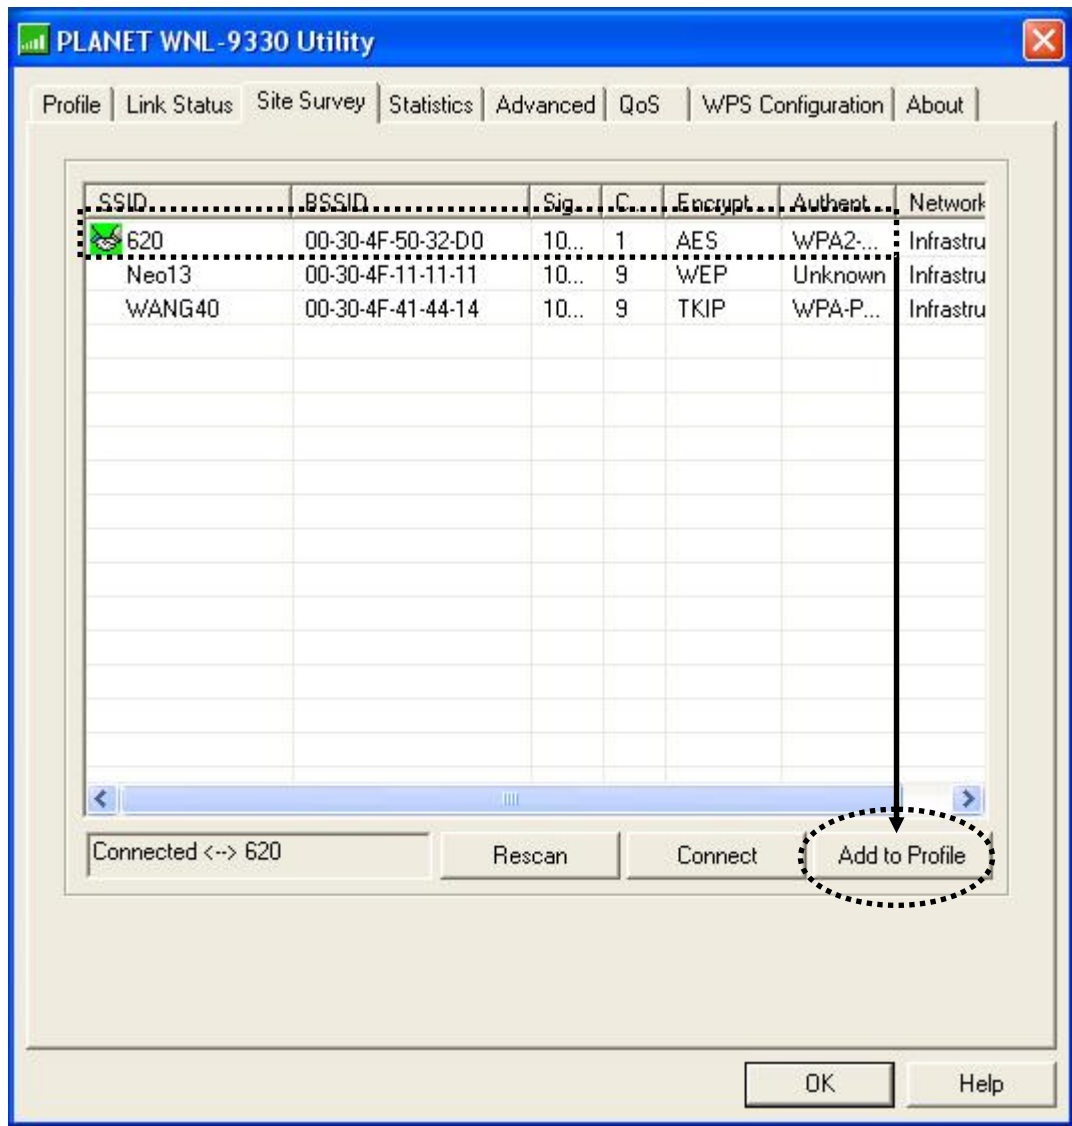 PLANET WNL-9330 Utility
Profile Link Status Site Survey Statistics Advanced QoS WPS Configuration About
SSID BSSID Sig... C... Encrypt... Authent... Network
620 00-30-4F-50-32-D0 10... 1 AES WPA2-... Infrastru
Neo13 00-30-4F-11-11-11 10... 9 WEP Unknown Infrastru
WANG40 00-30-4F-41-44-14 10... 9 TKIP WPA-P... Infrastru
Connected <--> 620 Rescan Connect Add to Profile
OK Help